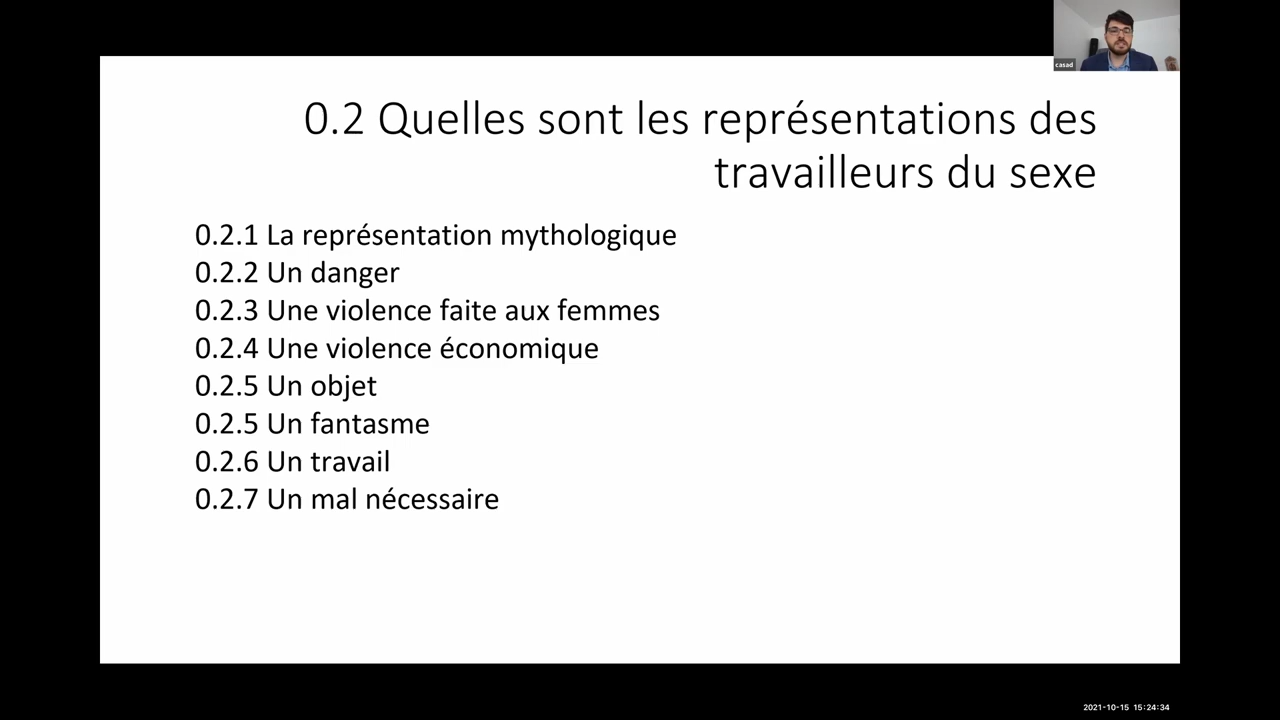 casad
0.2 Quelles sont les représentations des
travailleurs du sexe
0.2.1 La représentation mythologique
0.2.2 Un danger
0.2.3 Une violence faite aux femmes
0.2.4 Une violence économique
0.2.5 Un objet
0.2.5 Un fantasme
0.2.6 Un travail
0.2.7 Un mal nécessaire
2021-10-15 15:24:34